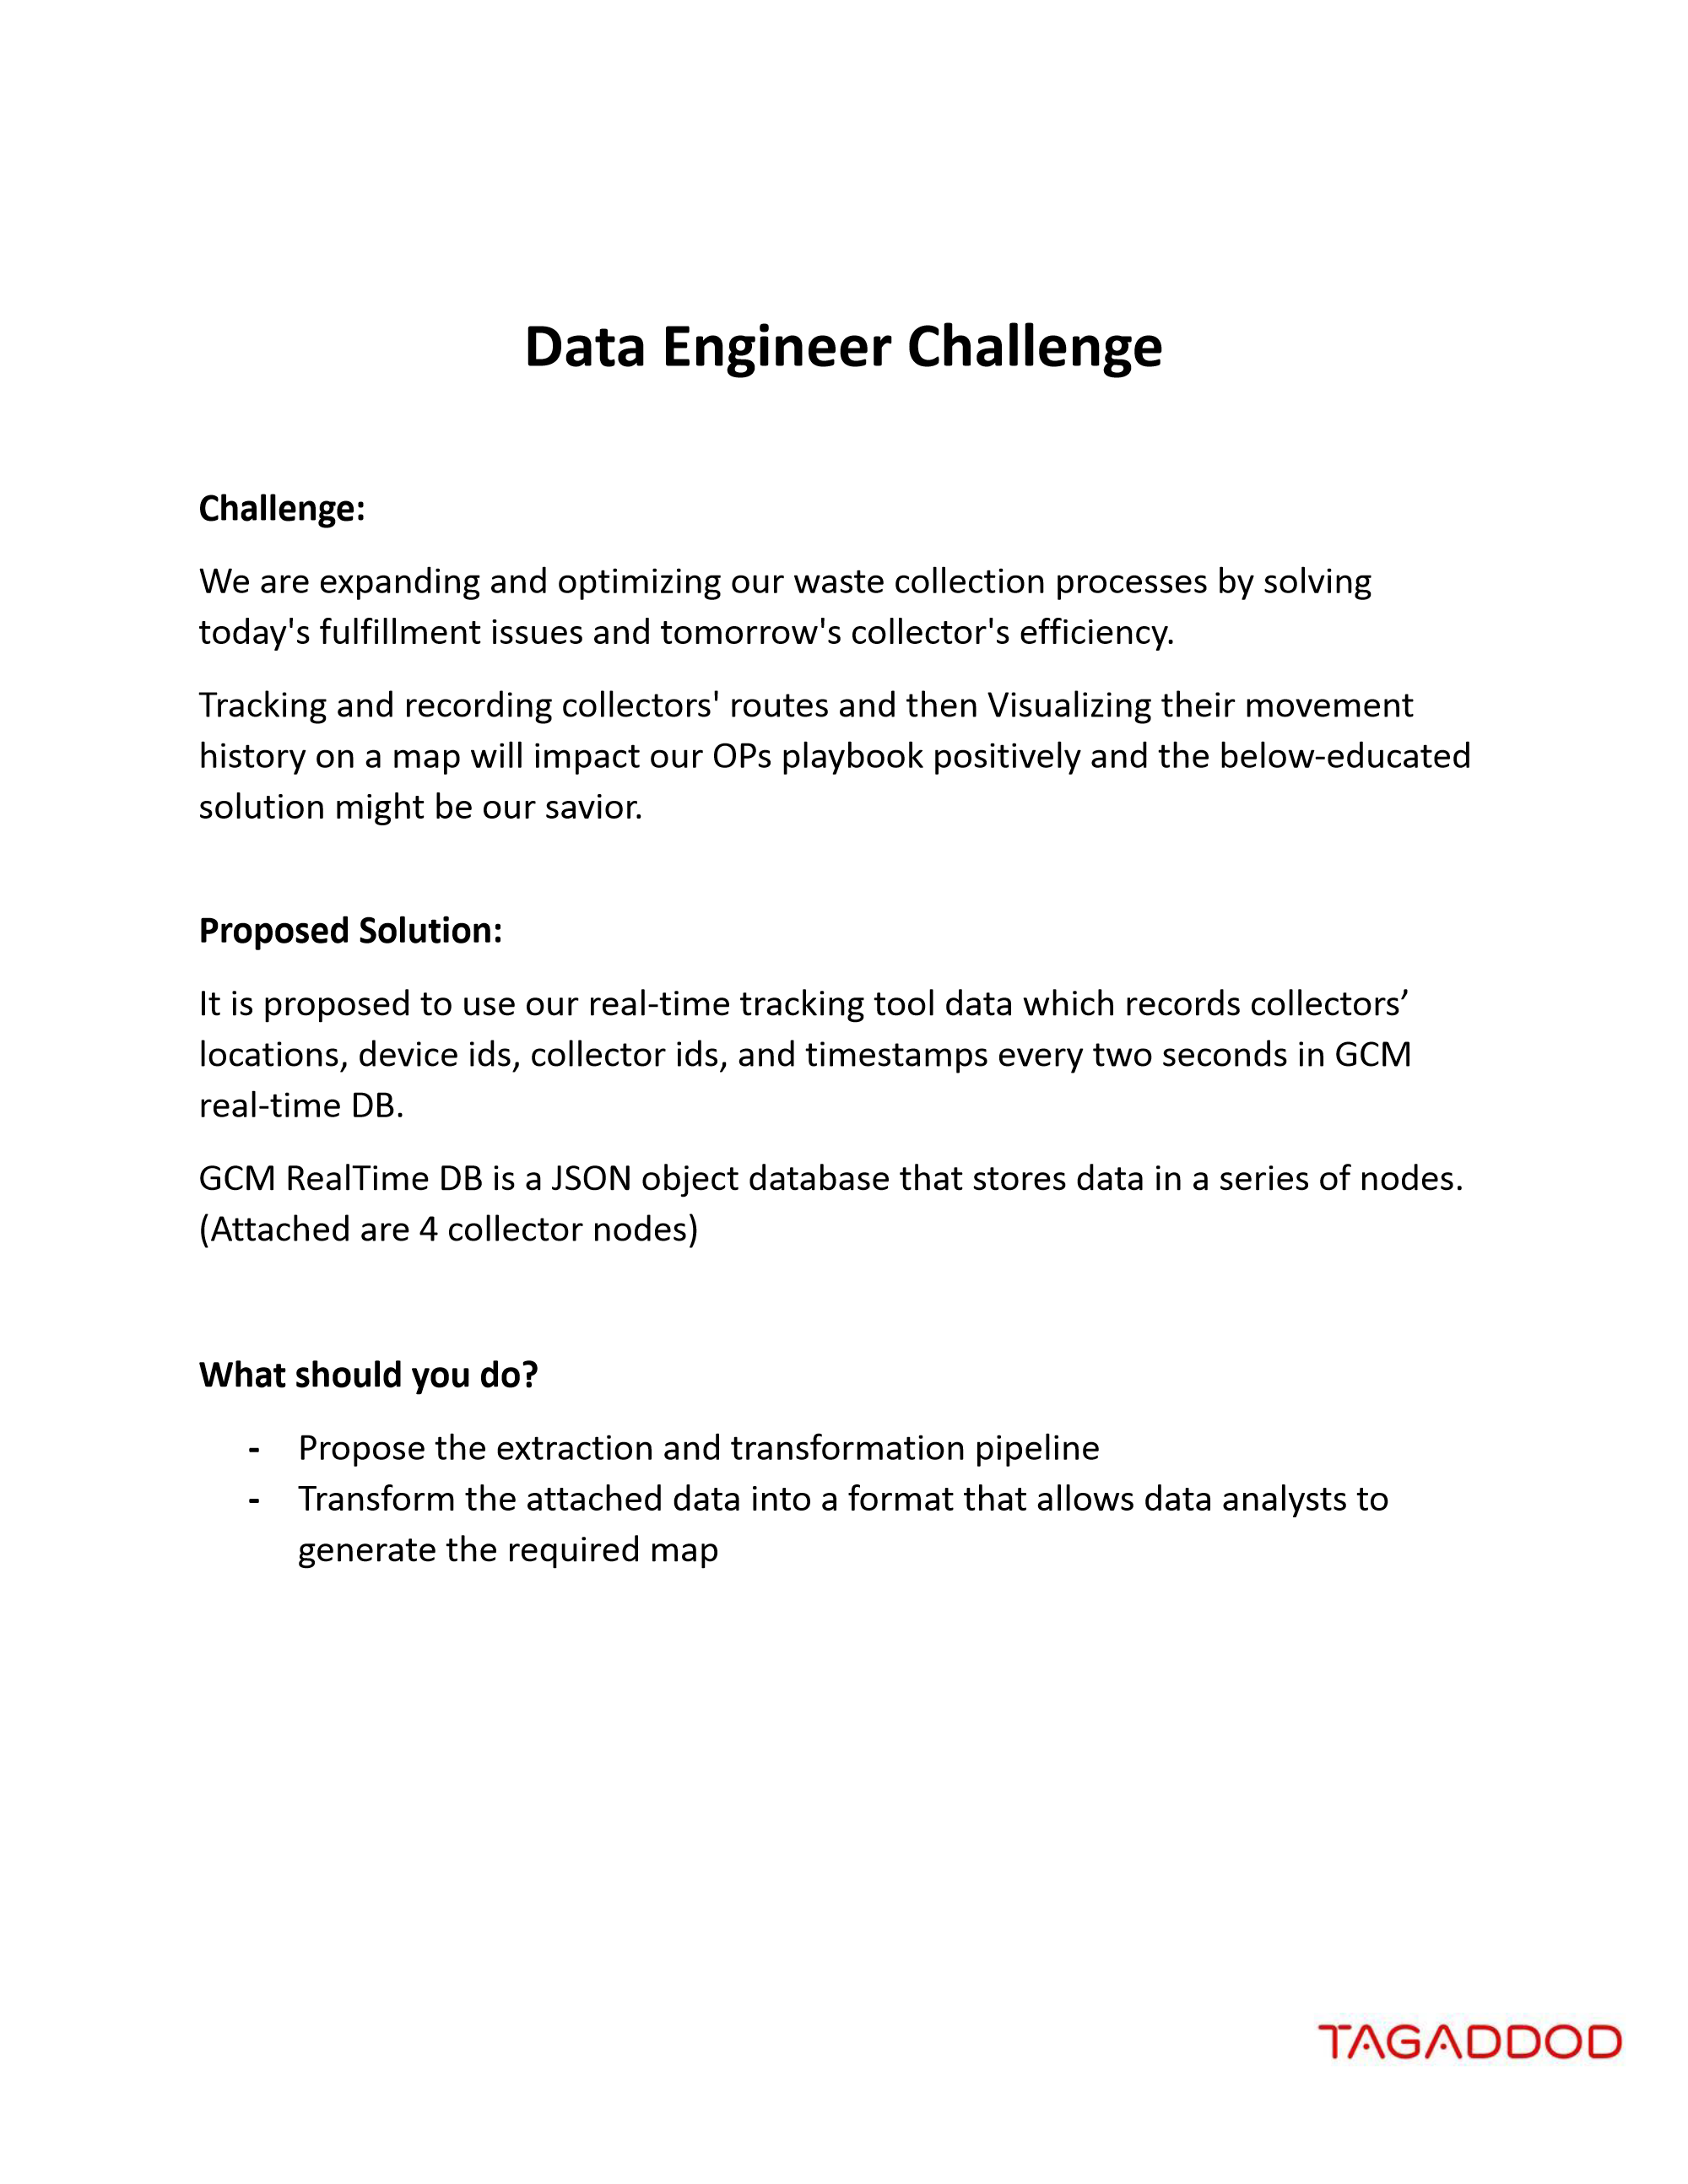 Data Engineer Challenge
Challenge:
We are expanding and optimizing our waste collection processes by solving
today's fulfillment issues and tomorrow's collector's efficiency.
Tracking and recording collectors' routes and then Visualizing their movement
history on a map will impact our OPs playbook positively and the below-educated
solution might be our savior.
Proposed Solution:
It is proposed to use our real-time tracking tool data which records collectors’
locations, device ids, collector ids, and timestamps every two seconds in GCM
real-time DB.
GCM RealTime DB is a JSON object database that stores data in a series of nodes.
(Attached are 4 collector nodes)
What should you do?
- Propose the extraction and transformation pipeline
- Transform the attached data into a format that allows data analysts to
generate the required map
TAGADDOD